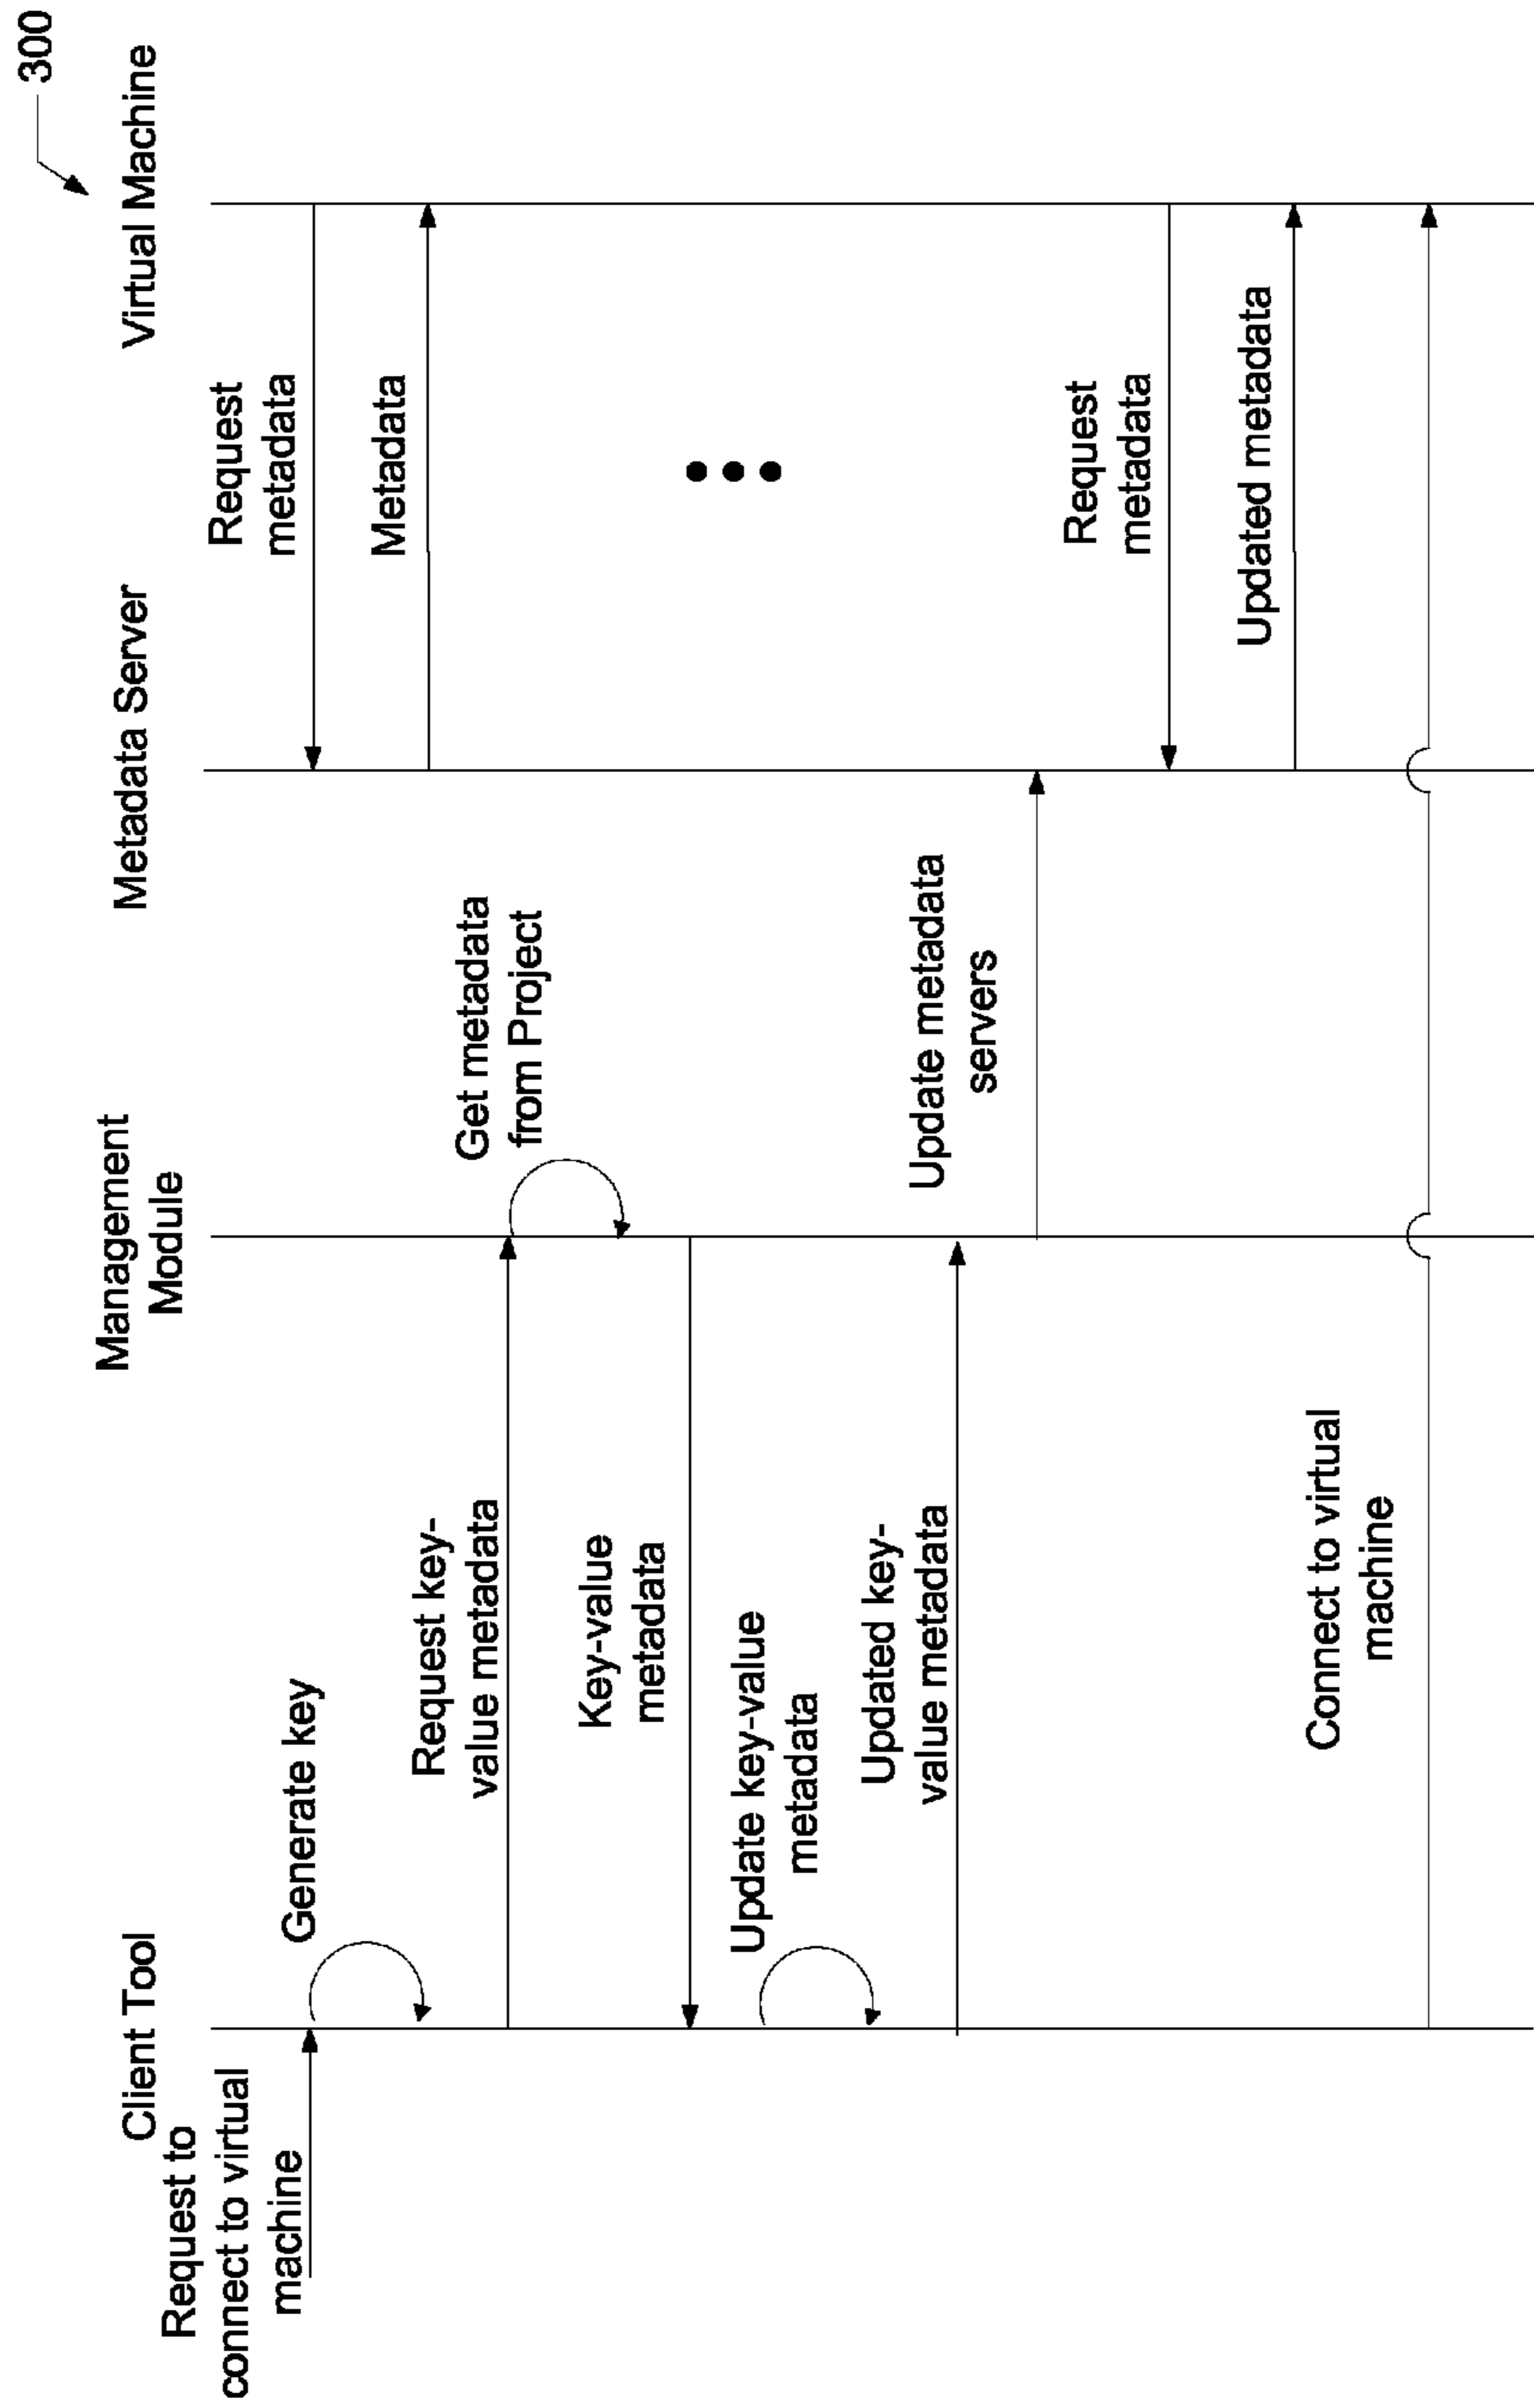 300
Client Tool
Management
Module
Metadata Server
Virtual Machine
Request to
connect to virtual
machine
Generate key
Request
metadata
Metadata
Request key-
value metadata
Get metadata
from Project
Key-value
metadata
Update key-value
metadata
Updated key-
value metadata
Update metadata
servers
Request
metadata
Updated metadata
Connect to virtual
machine